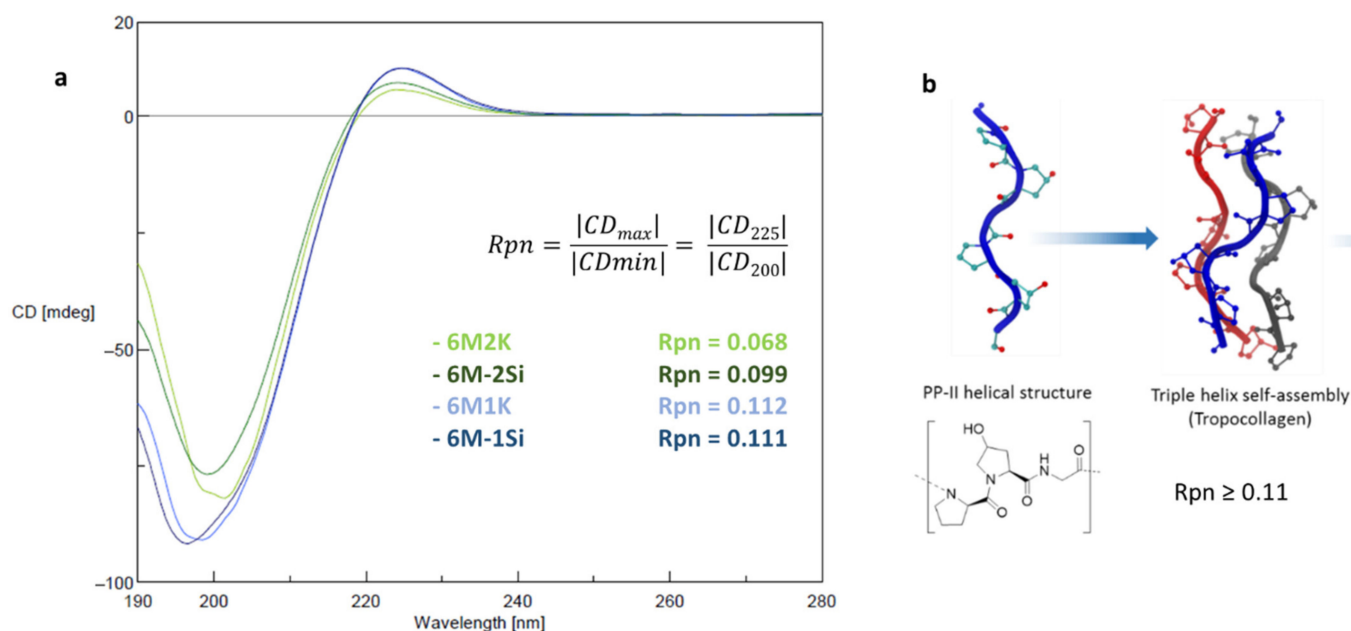 a
20
0
−50
−100
CD [mdeg]
190
200
220
240
260
280
Wavelength [nm]
Rpn = |CDmax| / |CDmin| = |CD225| / |CD200|
- 6M2K Rpn = 0.068
- 6M-2Si Rpn = 0.099
- 6M1K Rpn = 0.112
- 6M-1Si Rpn = 0.111
b
PP-II helical structure
Triple helix self-assembly
(Tropocollagen)
HO
N
H
N
O
O
N
O
Rpn ≥ 0.11